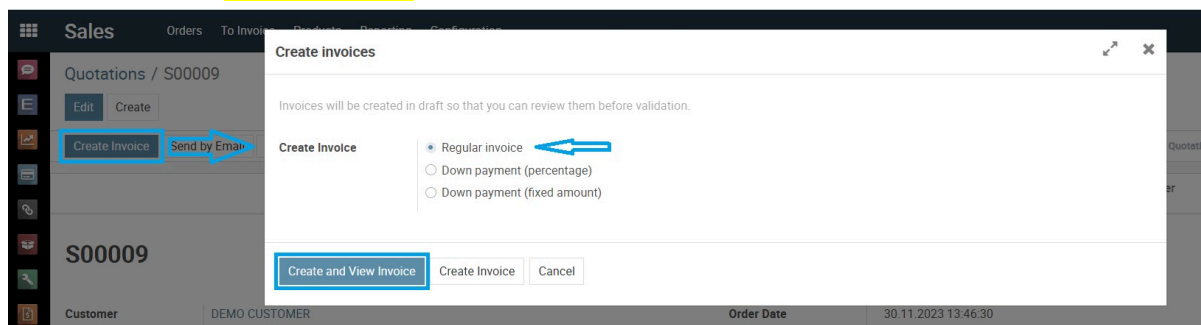 Sales
Orders To Invoice Products Reporting Configuration
Create invoices
Quotations / S00009
Edit Create
Invoices will be created in draft so that you can review them before validation.
Create Invoice Send by Email
Create Invoice
Regular invoice
Down payment (percentage)
Down payment (fixed amount)
S00009
Create and View Invoice Create Invoice Cancel
Customer DEMO CUSTOMER Order Date 30.11.2023 13:46:30